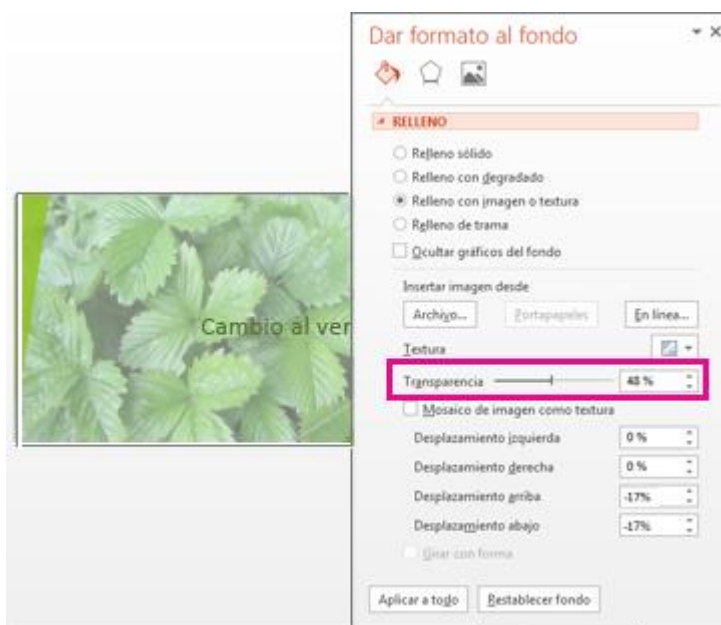 Dar formato al fondo
RELLENO
Relleno sólido
Relleno con degradado
Relleno con imagen o textura
Relleno de trama
Ocultar gráficos del fondo
Insertar imagen desde
Archivo... Portapapeles En línea...
Textura
Transparencia 48 %
Mosaico de imagen como textura
Desplazamiento izquierda 0 %
Desplazamiento derecha 0 %
Desplazamiento arriba -17%
Desplazamiento abajo -17%
Girar con forma
Aplicar a todo Restablecer fondo
Cambio al ver